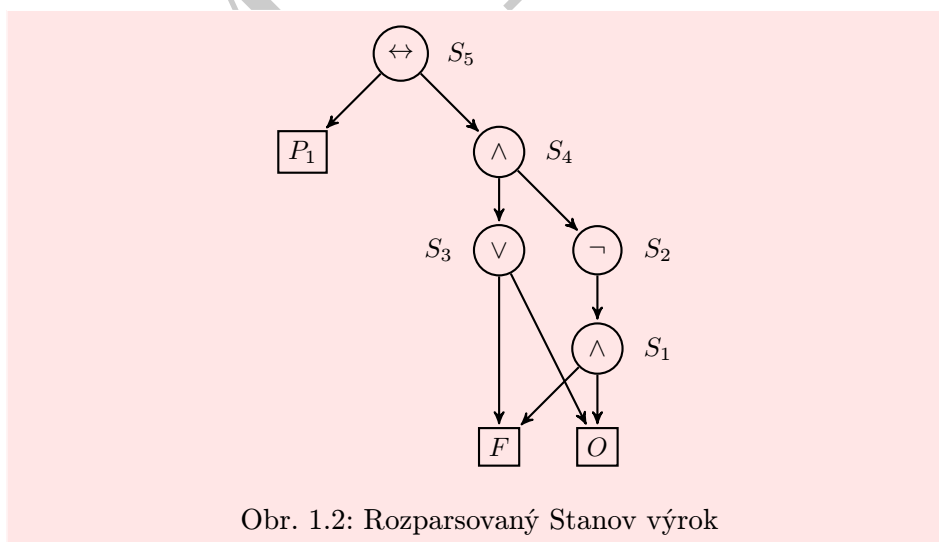 ↔ S₅
P₁ ∧ S₄
S₃ ∨ ¬ S₂
∧ S₁
F O
Obr. 1.2: Rozparsovaný Stanov výrok